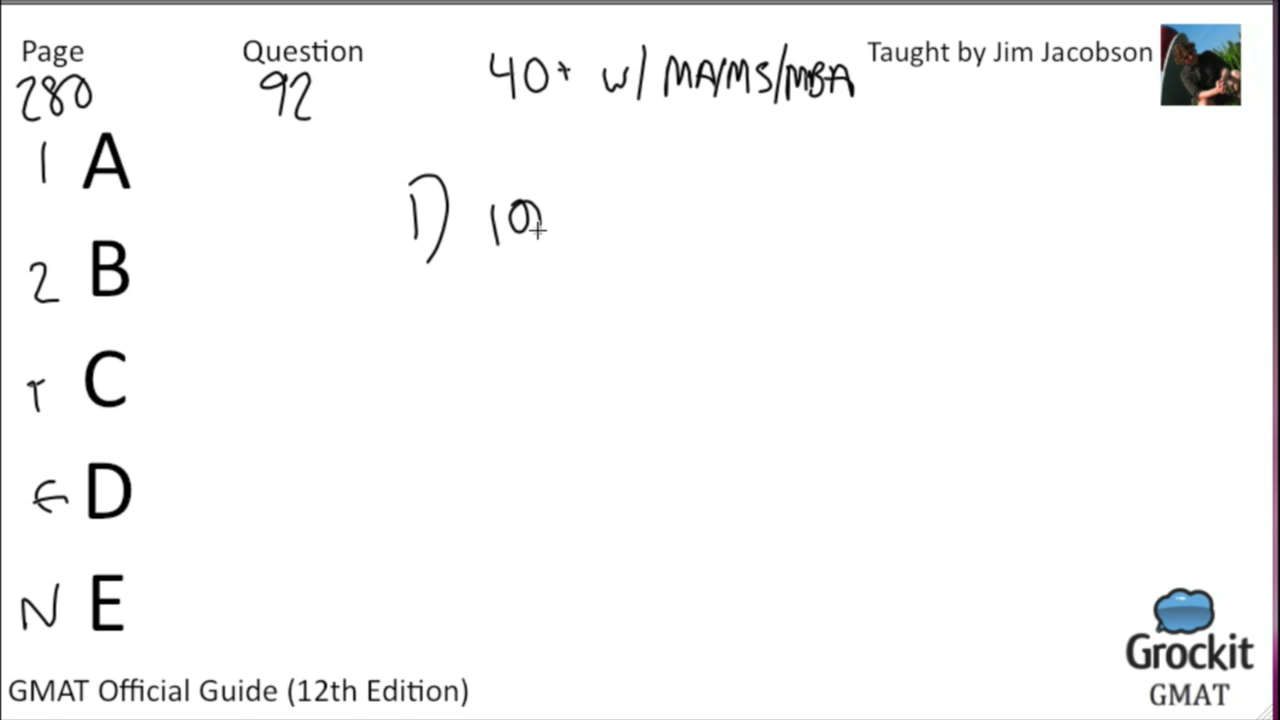 Page Question 40+ w/ MA/MS/MBA Taught by Jim Jacobson
280 92
1 A
1) 10
2 B
T C
E D
N E
Grockit
GMAT
GMAT Official Guide (12th Edition)